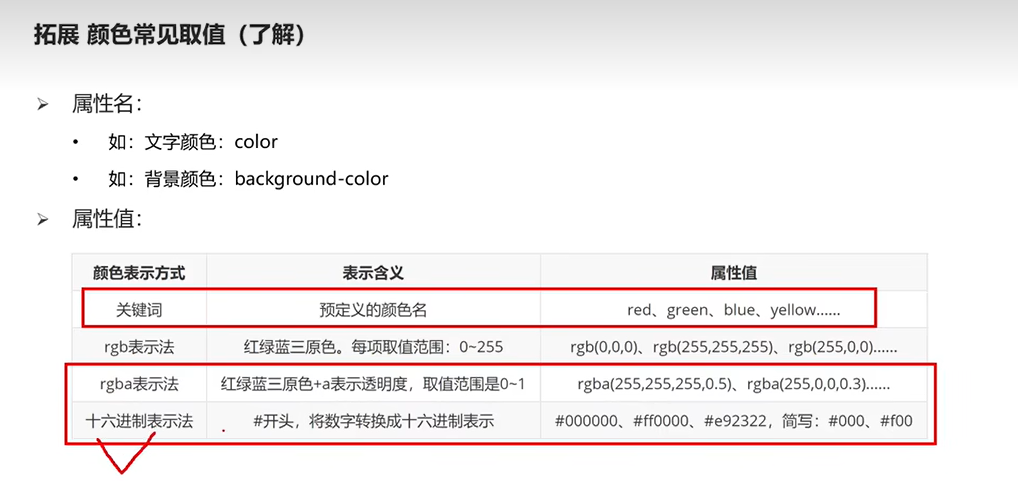 拓展 颜色常见取值（了解）
➢ 属性名：
• 如：文字颜色：color
• 如：背景颜色：background-color
➢ 属性值：
颜色表示方式 表示含义 属性值
关键词 预定义的颜色名 red、green、blue、yellow……
rgb表示法 红绿蓝三原色。每项取值范围：0~255 rgb(0,0,0)、rgb(255,255,255)、rgb(255,0,0)……
rgba表示法 红绿蓝三原色+a表示透明度，取值范围是0~1 rgba(255,255,255,0.5)、rgba(255,0,0,0.3)……
十六进制表示法 #开头，将数字转换成十六进制表示 #000000、#ff0000、#e92322，简写：#000、#f00